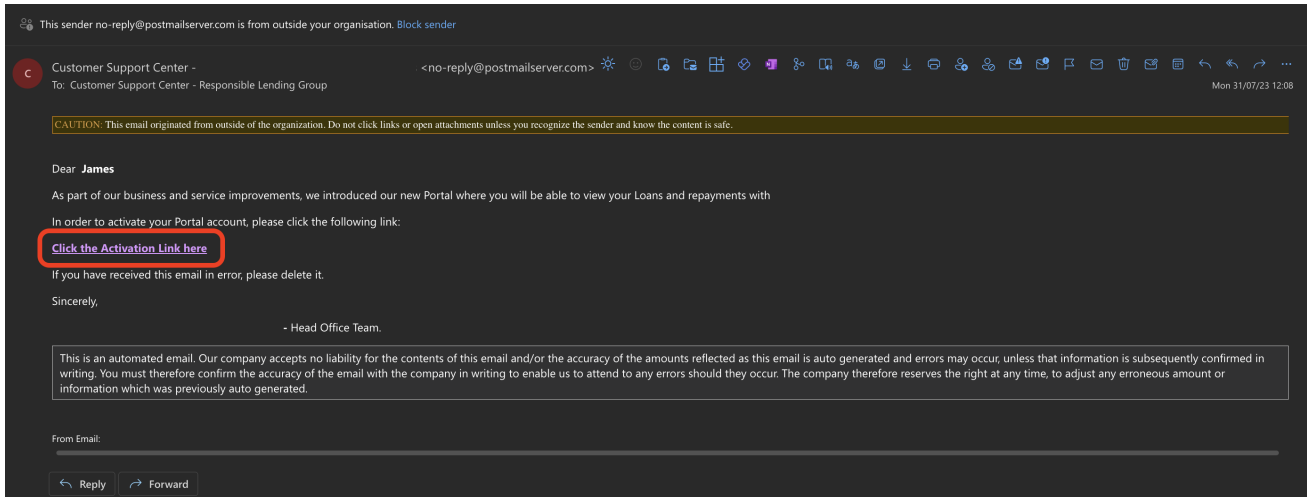 This sender no-reply@postmailserver.com is from outside your organisation. Block sender
C
Customer Support Center - <no-reply@postmailserver.com>
To: Customer Support Center - Responsible Lending Group
Mon 31/07/23 12:08
CAUTION: This email originated from outside of the organization. Do not click links or open attachments unless you recognize the sender and know the content is safe.
Dear James
As part of our business and service improvements, we introduced our new Portal where you will be able to view your Loans and repayments with
In order to activate your Portal account, please click the following link:
Click the Activation Link here
If you have received this email in error, please delete it.
Sincerely,
- Head Office Team.
This is an automated email. Our company accepts no liability for the contents of this email and/or the accuracy of the amounts reflected as this email is auto generated and errors may occur, unless that information is subsequently confirmed in
writing. You must therefore confirm the accuracy of the email with the company in writing to enable us to attend to any errors should they occur. The company therefore reserves the right at any time, to adjust any erroneous amount or
information which was previously auto generated.
From Email:
Reply Forward